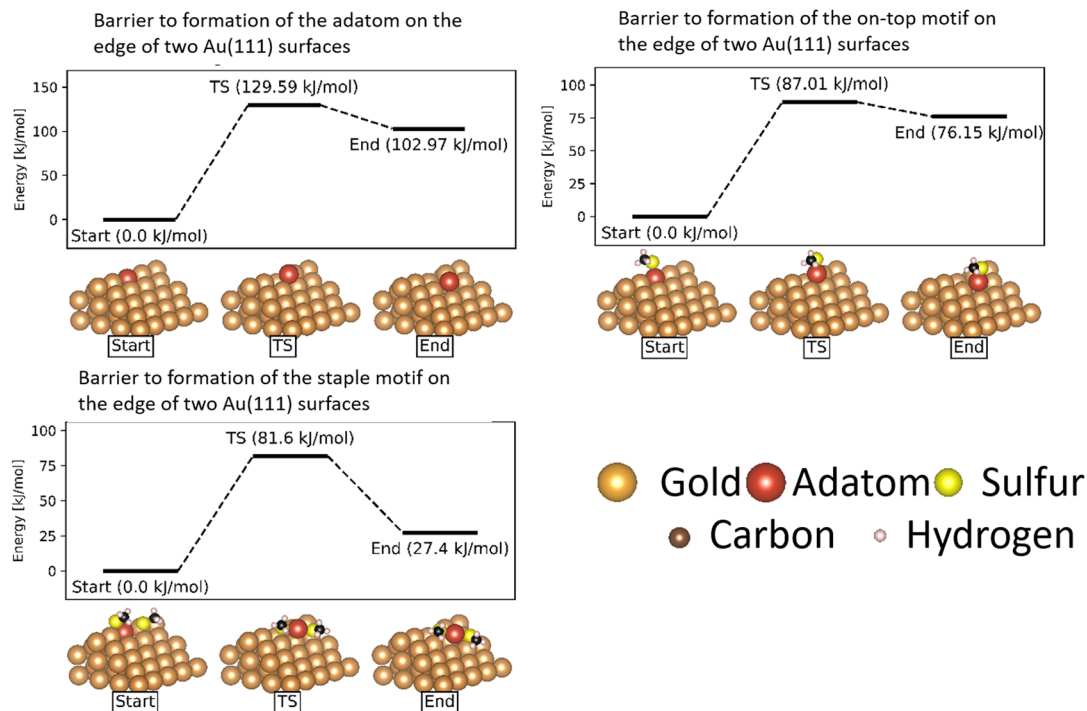 Barrier to formation of the adatom on the
edge of two Au(111) surfaces
150
100
50
0
Energy [kJ/mol]
TS (129.59 kJ/mol)
End (102.97 kJ/mol)
Start (0.0 kJ/mol)
Start
TS
End
Barrier to formation of the on-top motif on
the edge of two Au(111) surfaces
100
75
50
25
0
Energy [kJ/mol]
TS (87.01 kJ/mol)
End (76.15 kJ/mol)
Start (0.0 kJ/mol)
Start
TS
End
Barrier to formation of the staple motif on
the edge of two Au(111) surfaces
100
75
50
25
0
Energy [kJ/mol]
TS (81.6 kJ/mol)
End (27.4 kJ/mol)
Start (0.0 kJ/mol)
Start
TS
End
Gold Adatom Sulfur
Carbon Hydrogen